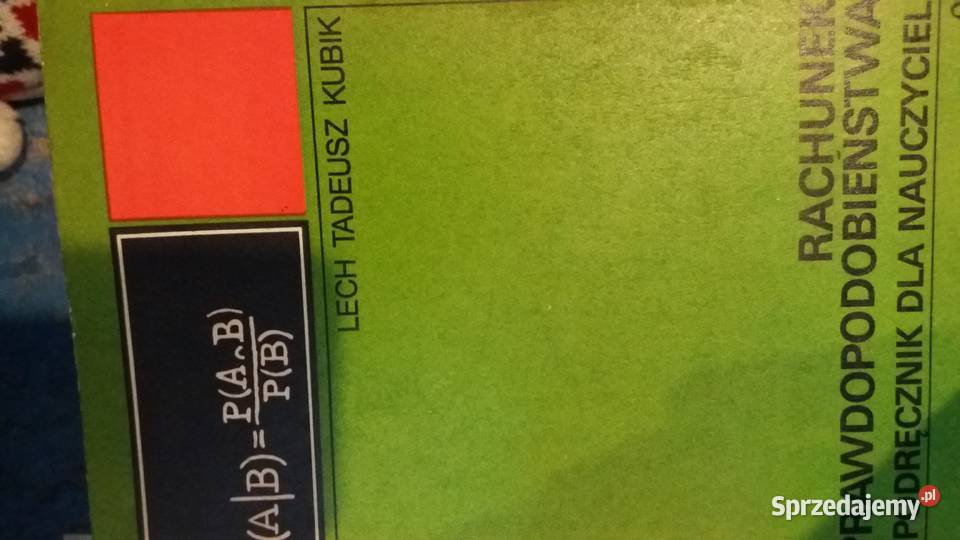 LECH TADEUSZ KUBIK
(A|B) = P(A∩B)
P(B)
RACHUNEK
PRAWDOPODOBIEŃSTWA
PODRĘCZNIK DLA NAUCZYCIEL
Sprzedajemy.pl